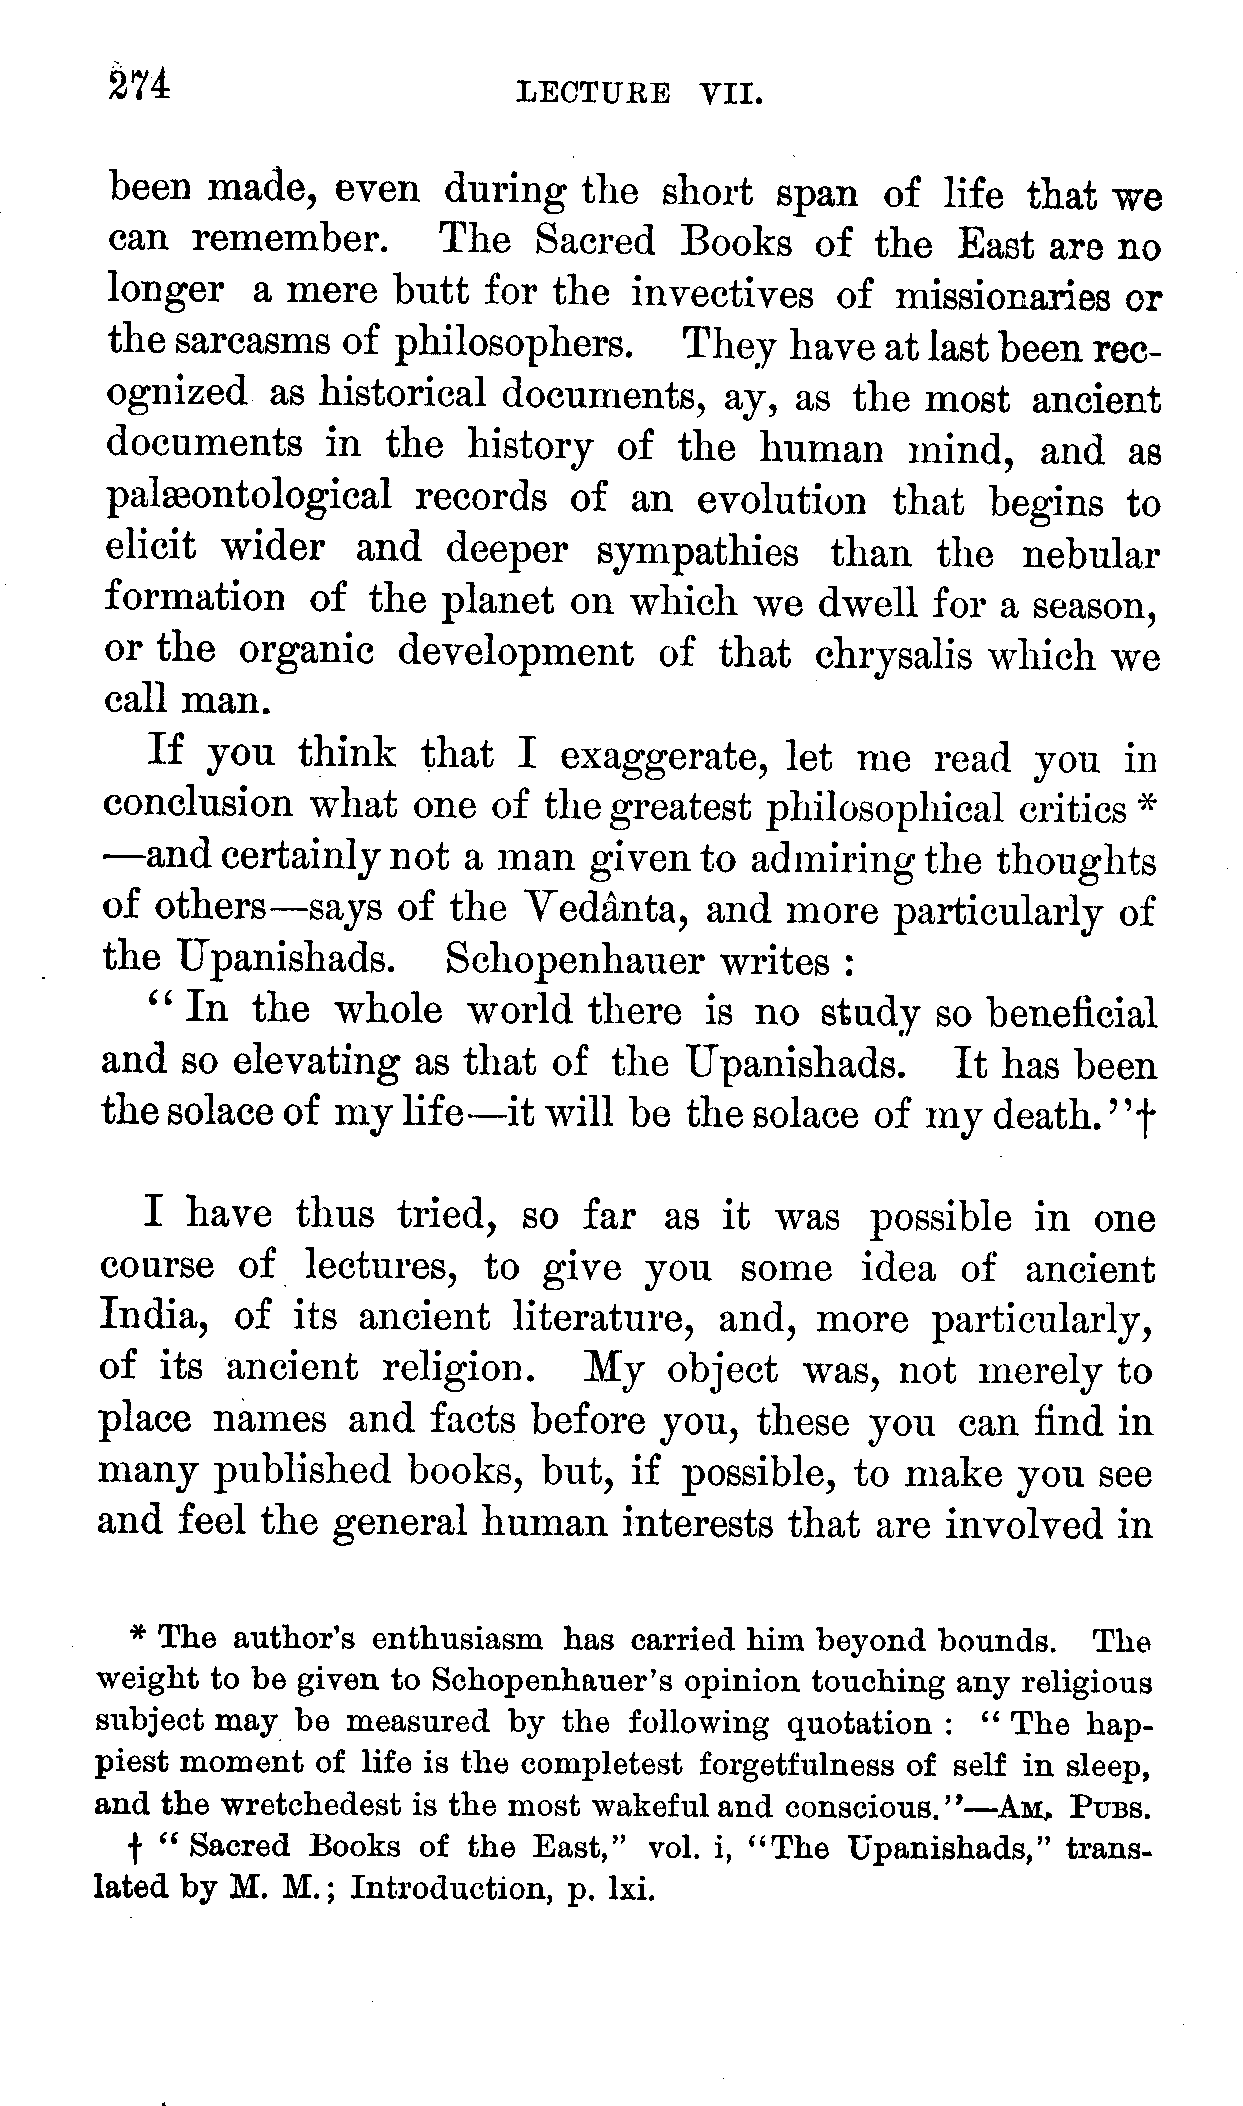 274
LECTURE VII.
been made, even during the short span of life that we
can remember. The Sacred Books of the East are no
longer a mere butt for the invectives of missionaries or
the sarcasms of philosophers. They have at last been rec-
ognized as historical documents, ay, as the most ancient
documents in the history of the human mind, and as
palæontological records of an evolution that begins to
elicit wider and deeper sympathies than the nebular
formation of the planet on which we dwell for a season,
or the organic development of that chrysalis which we
call man.
If you think that I exaggerate, let me read you in
conclusion what one of the greatest philosophical critics *
—and certainly not a man given to admiring the thoughts
of others—says of the Vedânta, and more particularly of
the Upanishads. Schopenhauer writes :
“ In the whole world there is no study so beneficial
and so elevating as that of the Upanishads. It has been
the solace of my life—it will be the solace of my death.”†
I have thus tried, so far as it was possible in one
course of lectures, to give you some idea of ancient
India, of its ancient literature, and, more particularly,
of its ancient religion. My object was, not merely to
place names and facts before you, these you can find in
many published books, but, if possible, to make you see
and feel the general human interests that are involved in
* The author's enthusiasm has carried him beyond bounds. The
weight to be given to Schopenhauer's opinion touching any religious
subject may be measured by the following quotation : “ The hap-
piest moment of life is the completest forgetfulness of self in sleep,
and the wretchedest is the most wakeful and conscious.”—Am. Pubs.
† “ Sacred Books of the East,” vol. i, “The Upanishads,” trans-
lated by M. M.; Introduction, p. lxi.